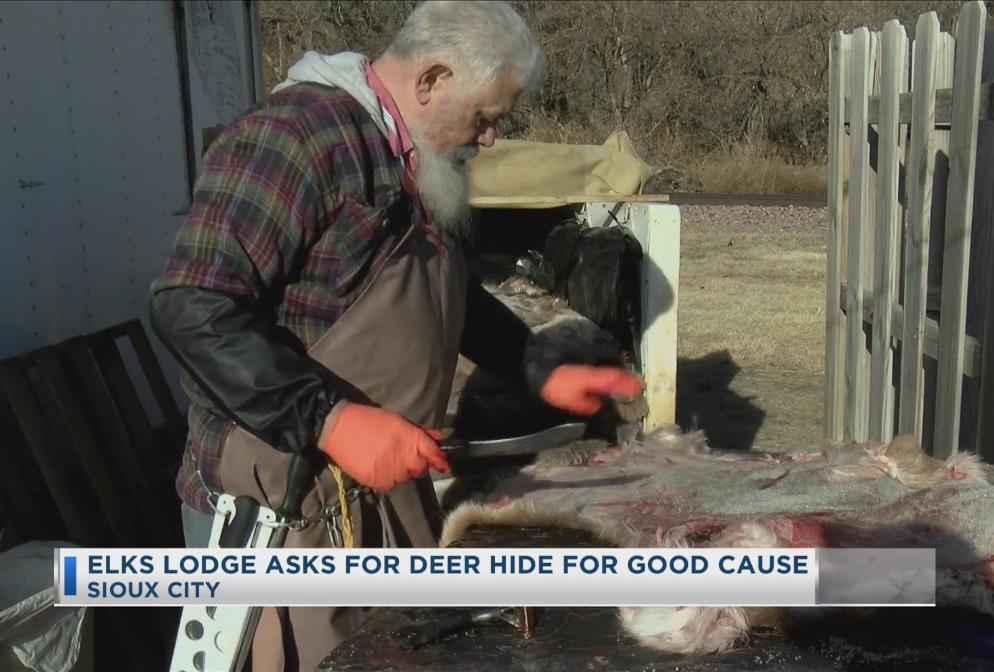 ELKS LODGE ASKS FOR DEER HIDE FOR GOOD CAUSE
SIOUX CITY